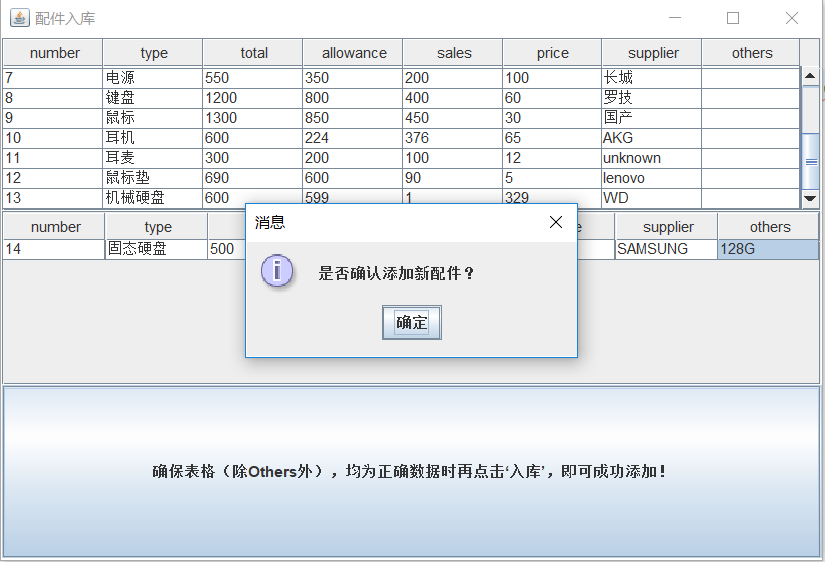 配件入库
number type total allowance sales price supplier others
7 电源 550 350 200 100 长城
8 键盘 1200 800 400 60 罗技
9 鼠标 1300 850 450 30 国产
10 耳机 600 224 376 65 AKG
11 耳麦 300 200 100 12 unknown
12 鼠标垫 690 600 90 5 lenovo
13 机械硬盘 600 599 1 329 WD
number type supplier others
14 固态硬盘 500 SAMSUNG 128G
消息
是否确认添加新配件？
确定
确保表格（除Others外），均为正确数据时再点击‘入库’，即可成功添加！